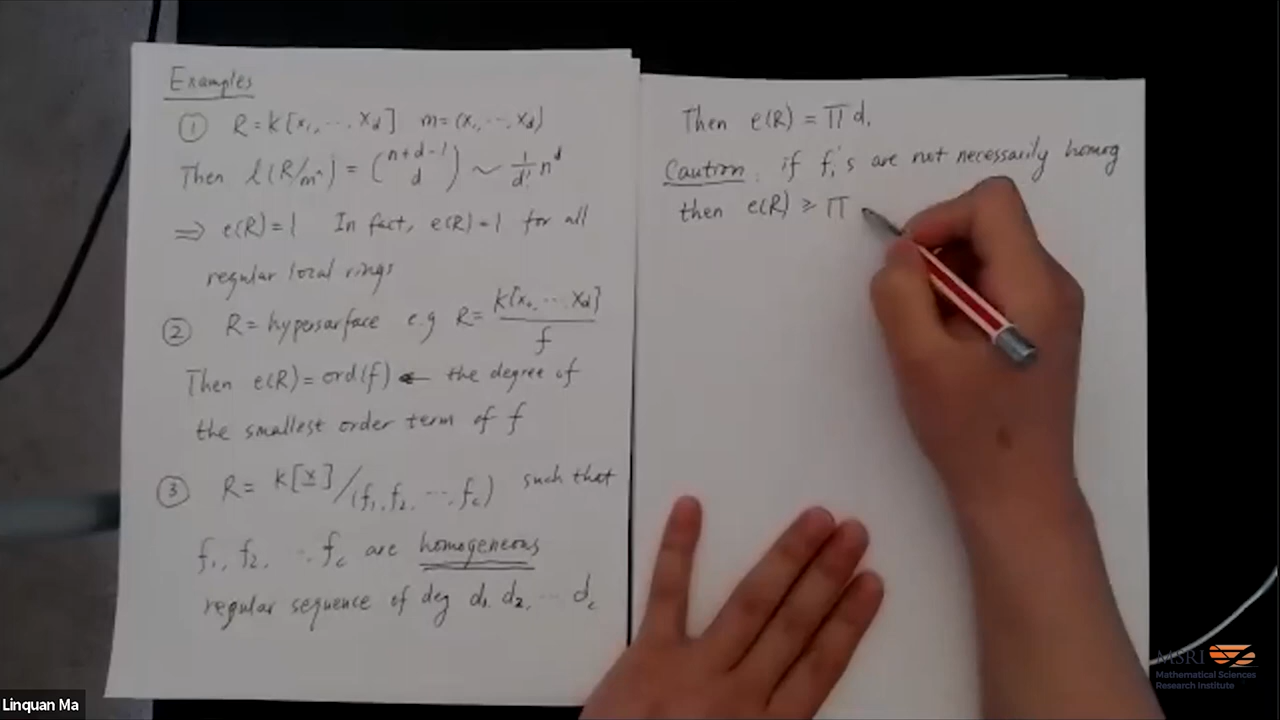 Examples
① R = k[x₁, ⋯ x_d] m = (x₁, ⋯, x_d)
Then l(R/mⁿ) = (n+d-1 d) ~ 1/d! n^d
⇒ e(R) = 1 In fact, e(R) = 1 for all
regular local rings
② R = hypersurface e.g R = k[x₀, ⋯ x_d] / f
Then e(R) = ord(f) ← the degree of
the smallest order term of f
③ R = k[x]/(f₁, f₂, ⋯, f_c) such that
f₁, f₂, ⋯ f_c are homogeneous
regular sequence of deg d₁, d₂, ⋯ d_c
Then e(R) = Π dᵢ
Caution: if fᵢ's are not necessarily homog
then e(R) ≥ Π
MSRI
Mathematical Sciences
Research Institute
Linquan Ma